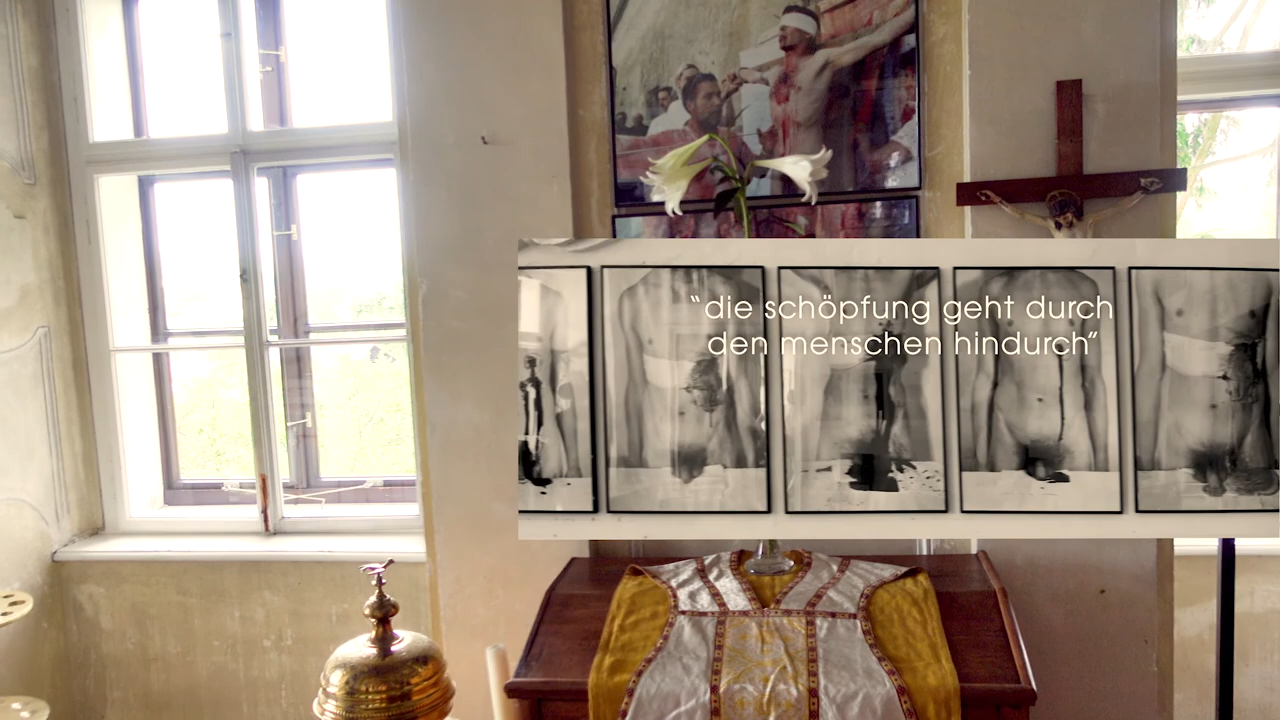 “die schöpfung geht durch
den menschen hindurch”